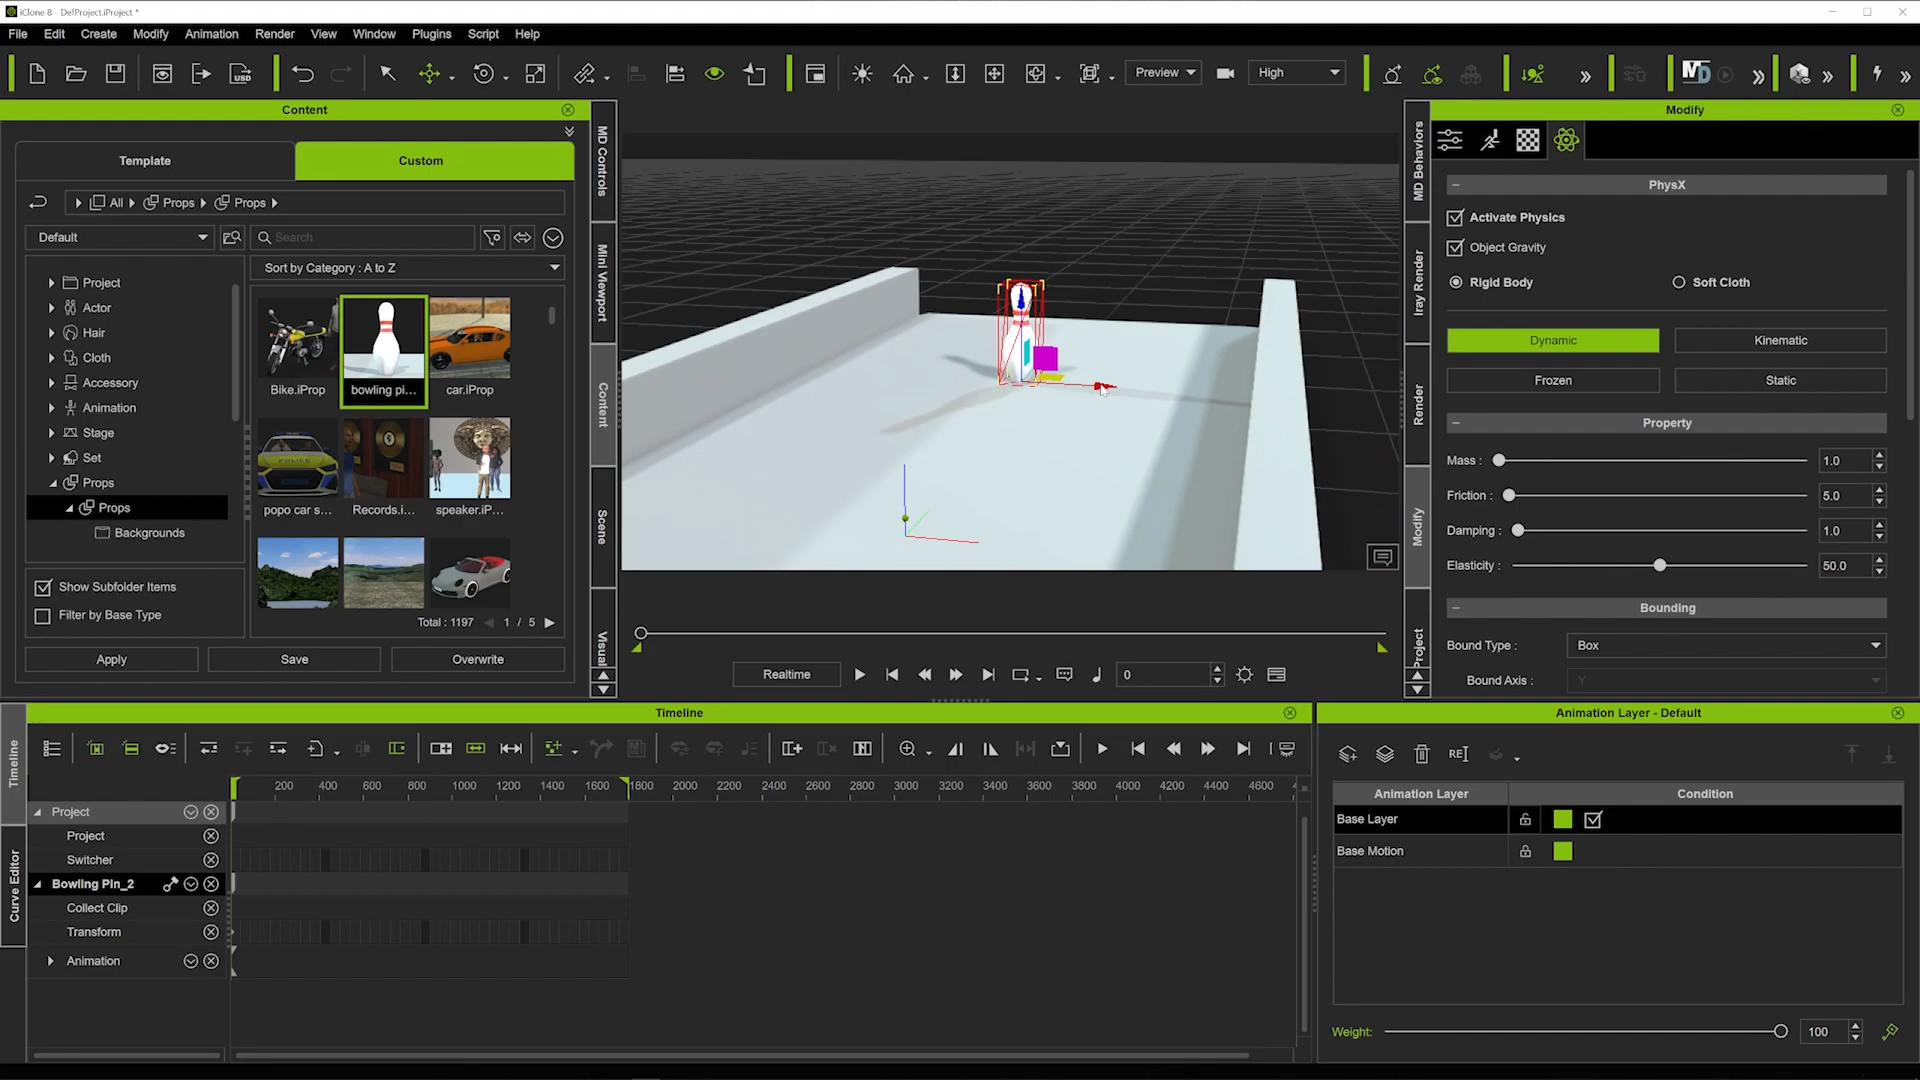 iClone 8 - DefProject.iProject *
File Edit Create Modify Animation Render View Window Plugins Script Help
USD Preview High MD
Content
Template Custom
All Props Props
Default Search
Sort by Category : A to Z
Project
Actor
Hair
Cloth
Accessory
Animation
Stage
Set
Props
Props
Backgrounds
Bike.iProp bowling pi... car.iProp
POLICE
popo car s... Records.i... speaker.iP...
Show Subfolder Items
Filter by Base Type
Total : 1197 1 / 5
Apply Save Overwrite
MD Controls
Mini Viewport
Content
Scene
Visual
Realtime 0
MD Behaviors
Iray Render
Render
Modify
Project
Modify
PhysX
Activate Physics
Object Gravity
Rigid Body Soft Cloth
Dynamic Kinematic
Frozen Static
Property
Mass : 1.0
Friction : 5.0
Damping : 1.0
Elasticity : 50.0
Bounding
Bound Type : Box
Bound Axis : Y
Timeline
Timeline
Curve Editor
200 400 600 800 1000 1200 1400 1600 1800 2000 2200 2400 2600 2800 3000 3200 3400 3600 3800 4000 4200 4400 4600
Project
Project
Switcher
Bowling Pin_2
Collect Clip
Transform
Animation
Animation Layer - Default
RE
Animation Layer Condition
Base Layer
Base Motion
Weight: 100